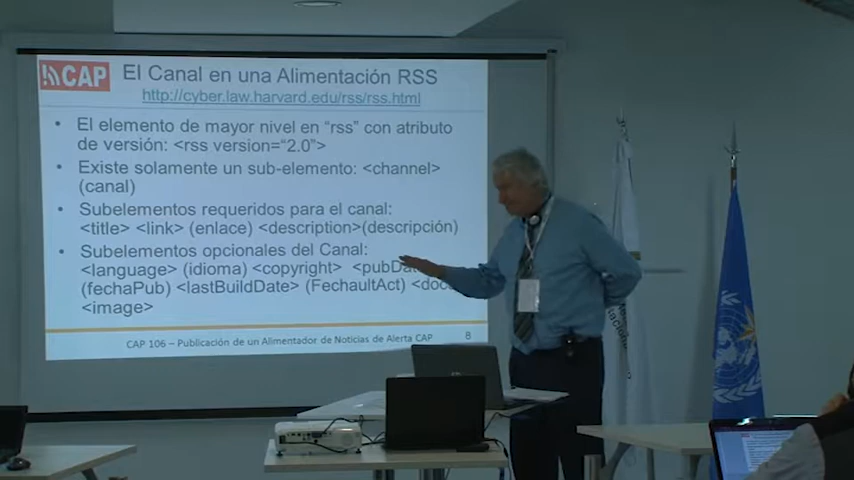 CAP
El Canal en una Alimentación RSS
http://cyber.law.harvard.edu/rss/rss.html
• El elemento de mayor nivel en “rss” con atributo
de versión: <rss version=“2.0”>
• Existe solamente un sub-elemento: <channel>
(canal)
• Subelementos requeridos para el canal:
<title> <link> (enlace) <description>(descripción)
• Subelementos opcionales del Canal:
<language> (idioma) <copyright> <pubDat
(fechaPub), <lastBuildDate> (FechaultAct), <doc
<image>
CAP 106 – Publicación de un Alimentador de Noticias de Alerta CAP
8